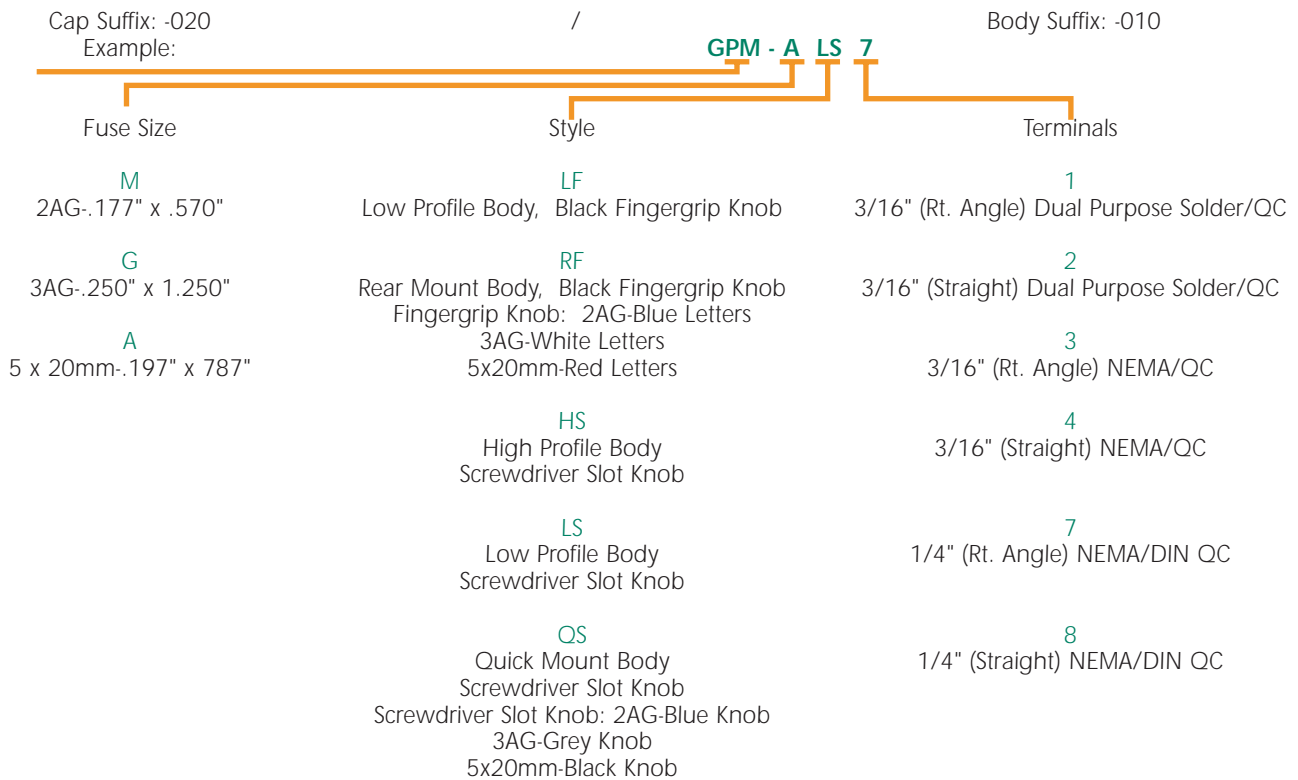 Cap Suffix: -020 / Body Suffix: -010
Example: GPM - A LS 7
Fuse Size
M
2AG-.177" x .570"
G
3AG-.250" x 1.250"
A
5 x 20mm-.197" x 787"
Style
LF
Low Profile Body, Black Fingergrip Knob
RF
Rear Mount Body, Black Fingergrip Knob
Fingergrip Knob: 2AG-Blue Letters
3AG-White Letters
5x20mm-Red Letters
HS
High Profile Body
Screwdriver Slot Knob
LS
Low Profile Body
Screwdriver Slot Knob
QS
Quick Mount Body
Screwdriver Slot Knob
Screwdriver Slot Knob: 2AG-Blue Knob
3AG-Grey Knob
5x20mm-Black Knob
Terminals
1
3/16" (Rt. Angle) Dual Purpose Solder/QC
2
3/16" (Straight) Dual Purpose Solder/QC
3
3/16" (Rt. Angle) NEMA/QC
4
3/16" (Straight) NEMA/QC
7
1/4" (Rt. Angle) NEMA/DIN QC
8
1/4" (Straight) NEMA/DIN QC